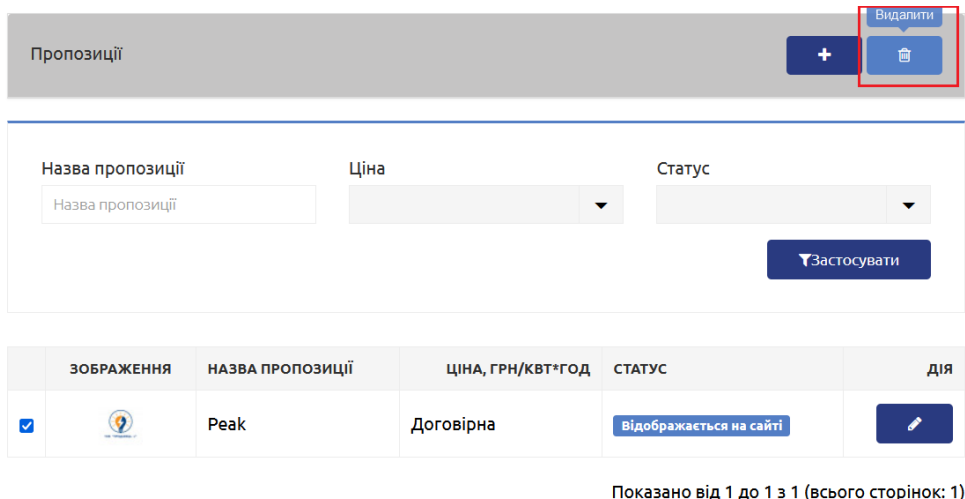 Видалити
Пропозиції
Назва пропозиції Ціна Статус
Назва пропозиції
Застосувати
ЗОБРАЖЕННЯ НАЗВА ПРОПОЗИЦІЇ ЦІНА, ГРН/КВТ*ГОД СТАТУС ДІЯ
Peak Договірна Відображається на сайті
Показано від 1 до 1 з 1 (всього сторінок: 1)